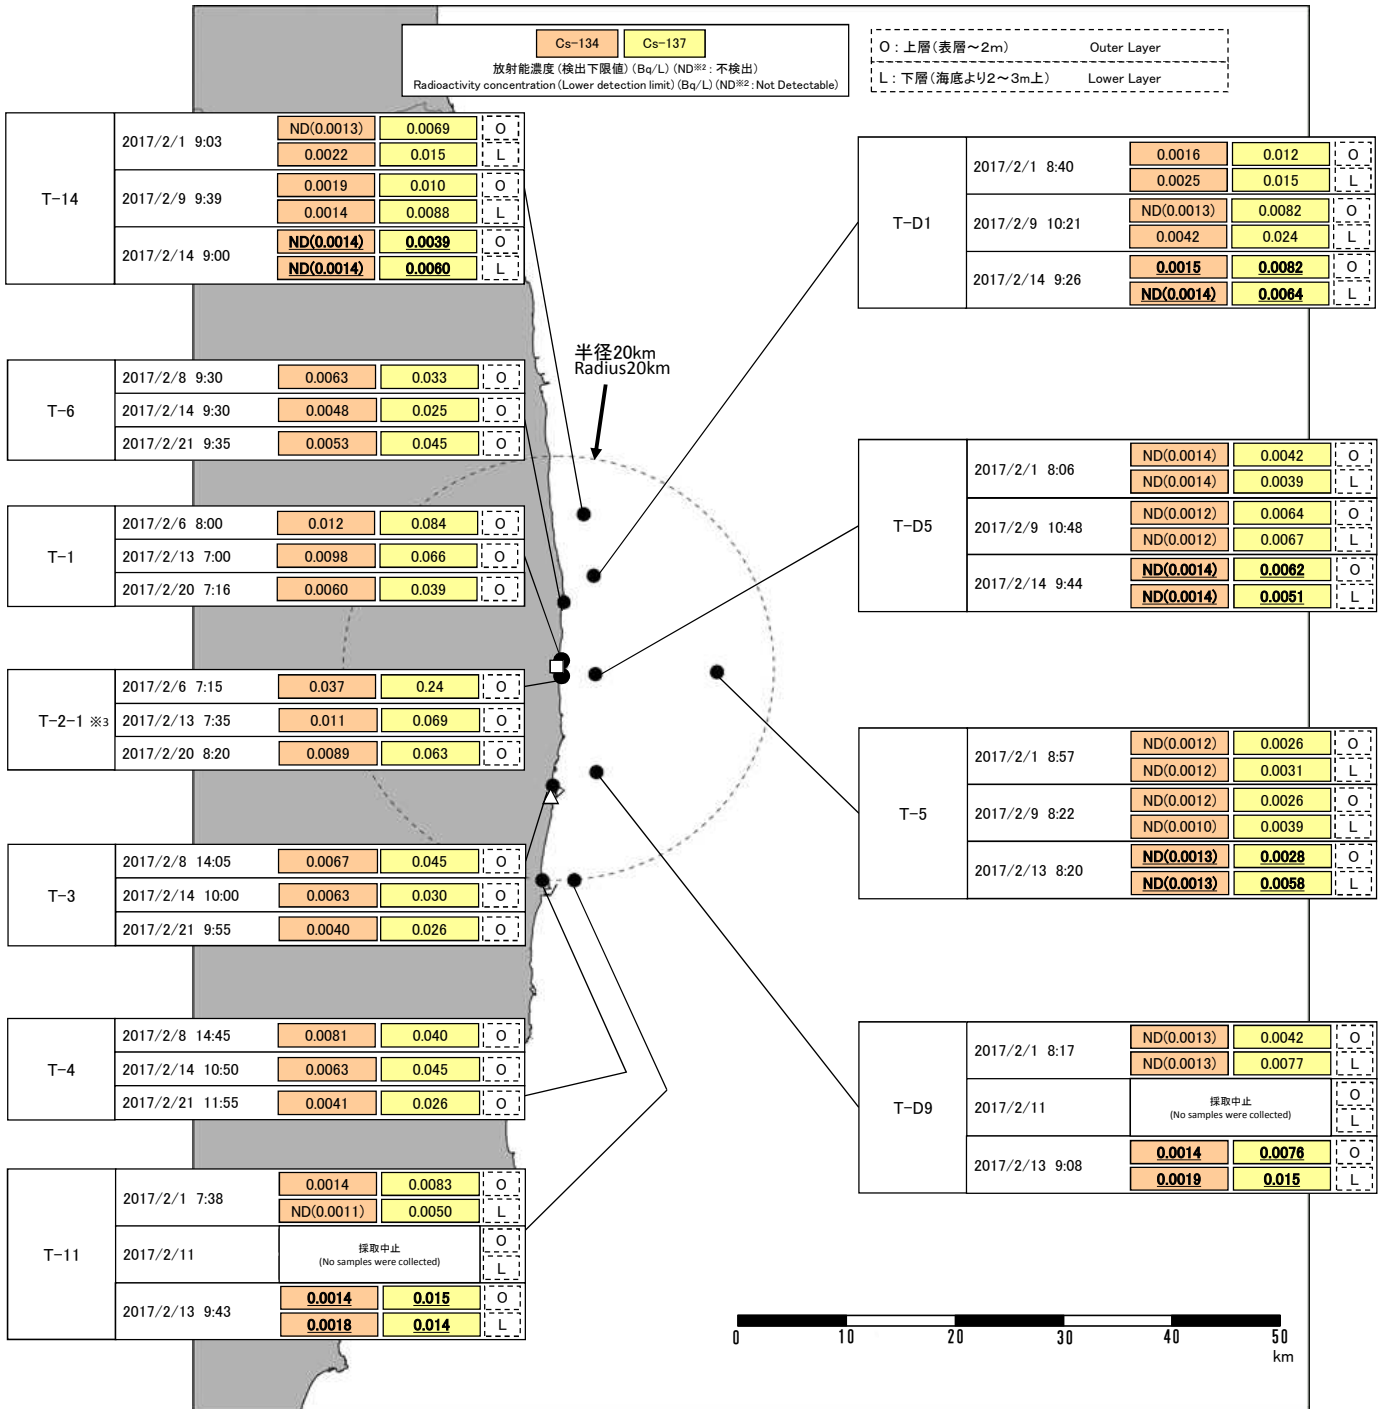 Cs-134 Cs-137
放射能濃度(検出下限値)(Bq/L)(ND※2:不検出)
Radioactivity concentration(Lower detection limit)(Bq/L)(ND※2:Not Detectable)
O:上層(表層～2m) Outer Layer
L:下層(海底より2～3m上) Lower Layer
T-14
2017/2/1 9:03
ND(0.0013) 0.0069 O
0.0022 0.015 L
2017/2/9 9:39
0.0019 0.010 O
0.0014 0.0088 L
2017/2/14 9:00
ND(0.0014) 0.0039 O
ND(0.0014) 0.0060 L
T-6
2017/2/8 9:30 0.0063 0.033 O
2017/2/14 9:30 0.0048 0.025 O
2017/2/21 9:35 0.0053 0.045 O
T-1
2017/2/6 8:00 0.012 0.084 O
2017/2/13 7:00 0.0098 0.066 O
2017/2/20 7:16 0.0060 0.039 O
T-2-1 ※3
2017/2/6 7:15 0.037 0.24 O
2017/2/13 7:35 0.011 0.069 O
2017/2/20 8:20 0.0089 0.063 O
T-3
2017/2/8 14:05 0.0067 0.045 O
2017/2/14 10:00 0.0063 0.030 O
2017/2/21 9:55 0.0040 0.026 O
T-4
2017/2/8 14:45 0.0081 0.040 O
2017/2/14 10:50 0.0063 0.045 O
2017/2/21 11:55 0.0041 0.026 O
T-11
2017/2/1 7:38
0.0014 0.0083 O
ND(0.0011) 0.0050 L
2017/2/11
採取中止 O
(No samples were collected) L
2017/2/13 9:43
0.0014 0.015 O
0.0018 0.014 L
半径20km
Radius20km
T-D1
2017/2/1 8:40
0.0016 0.012 O
0.0025 0.015 L
2017/2/9 10:21
ND(0.0013) 0.0082 O
0.0042 0.024 L
2017/2/14 9:26
0.0015 0.0082 O
ND(0.0014) 0.0064 L
T-D5
2017/2/1 8:06
ND(0.0014) 0.0042 O
ND(0.0014) 0.0039 L
2017/2/9 10:48
ND(0.0012) 0.0064 O
ND(0.0012) 0.0067 L
2017/2/14 9:44
ND(0.0014) 0.0062 O
ND(0.0014) 0.0051 L
T-5
2017/2/1 8:57
ND(0.0012) 0.0026 O
ND(0.0012) 0.0031 L
2017/2/9 8:22
ND(0.0012) 0.0026 O
ND(0.0010) 0.0039 L
2017/2/13 8:20
ND(0.0013) 0.0028 O
ND(0.0013) 0.0058 L
T-D9
2017/2/1 8:17
ND(0.0013) 0.0042 O
ND(0.0013) 0.0077 L
2017/2/11
採取中止 O
(No samples were collected) L
2017/2/13 9:08
0.0014 0.0076 O
0.0019 0.015 L
0 10 20 30 40 50
km